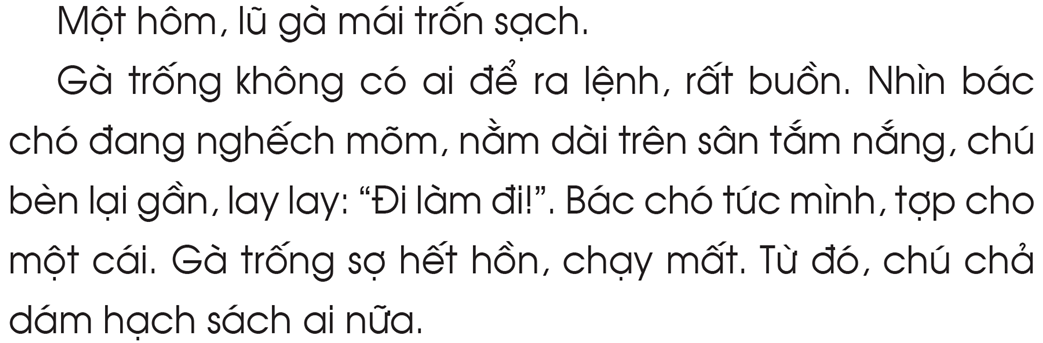 Một hôm, lũ gà mái trốn sạch.
Gà trống không có ai để ra lệnh, rất buồn. Nhìn bác
chó đang nghếch mõm, nằm dài trên sân tắm nắng, chú
bèn lại gần, lay lay: “Đi làm đi!”. Bác chó tức mình, tợp cho
một cái. Gà trống sợ hết hồn, chạy mất. Từ đó, chú chả
dám hạch sách ai nữa.